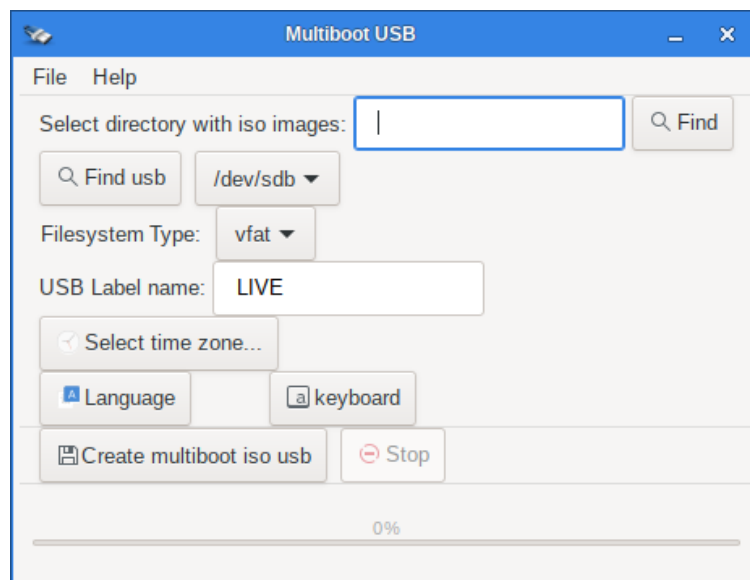 Multiboot USB
File Help
Select directory with iso images: Find
Find usb /dev/sdb
Filesystem Type: vfat
USB Label name: LIVE
Select time zone...
A Language a keyboard
Create multiboot iso usb Stop
0%